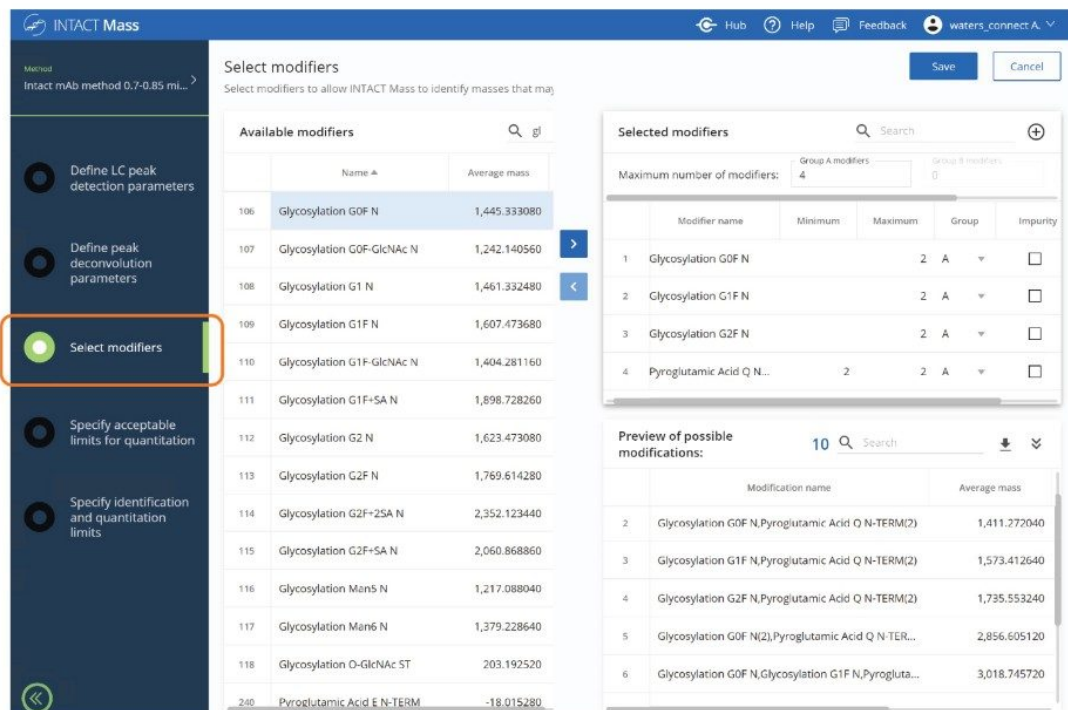 INTACT Mass
Hub
Help
Feedback
waters_connect A.
Method
Intact mAb method 0.7-0.85 mi...
Define LC peak
detection parameters
Define peak
deconvolution
parameters
Select modifiers
Specify acceptable
limits for quantitation
Specify identification
and quantitation
limits
Select modifiers
Select modifiers to allow INTACT Mass to identify masses that may
Save
Cancel
Available modifiers
gl
Name Average mass
106 Glycosylation G0F N 1,445.333080
107 Glycosylation G0F-GlcNAc N 1,242.140560
108 Glycosylation G1 N 1,461.332480
109 Glycosylation G1F N 1,607.473680
110 Glycosylation G1F-GlcNAc N 1,404.281160
111 Glycosylation G1F+SA N 1,898.728260
112 Glycosylation G2 N 1,623.473080
113 Glycosylation G2F N 1,769.614280
114 Glycosylation G2F+2SA N 2,352.123440
115 Glycosylation G2F+SA N 2,060.868860
116 Glycosylation Man5 N 1,217.088040
117 Glycosylation Man6 N 1,379.228640
118 Glycosylation O-GlcNAc ST 203.192520
240 Pyroglutamic Acid E N-TERM -18.015280
Selected modifiers
Search
Maximum number of modifiers:
Group A modifiers
4
Group B modifiers
0
Modifier name Minimum Maximum Group Impurity
1 Glycosylation G0F N 2 A
2 Glycosylation G1F N 2 A
3 Glycosylation G2F N 2 A
4 Pyroglutamic Acid Q N... 2 2 A
Preview of possible
modifications:
10
Search
Modification name Average mass
2 Glycosylation G0F N,Pyroglutamic Acid Q N-TERM(2) 1,411.272040
3 Glycosylation G1F N,Pyroglutamic Acid Q N-TERM(2) 1,573.412640
4 Glycosylation G2F N,Pyroglutamic Acid Q N-TERM(2) 1,735.553240
5 Glycosylation G0F N(2),Pyroglutamic Acid Q N-TER... 2,856.605120
6 Glycosylation G0F N,Glycosylation G1F N,Pyrogluta... 3,018.745720